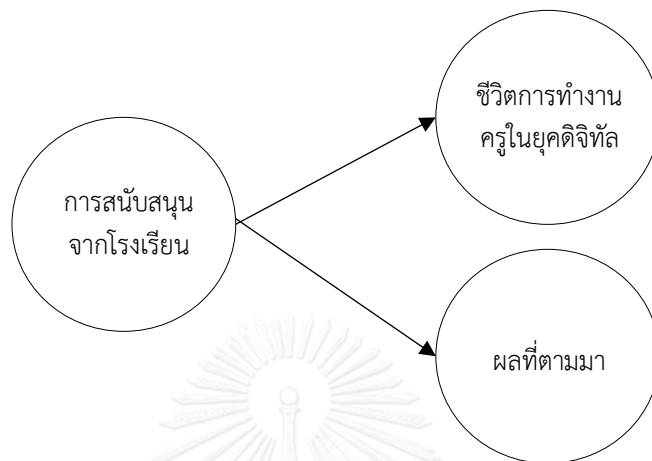 ชีวิตการทำงาน
ครูในยุคดิจิทัล
การสนับสนุน
จากโรงเรียน
ผลที่ตามมา